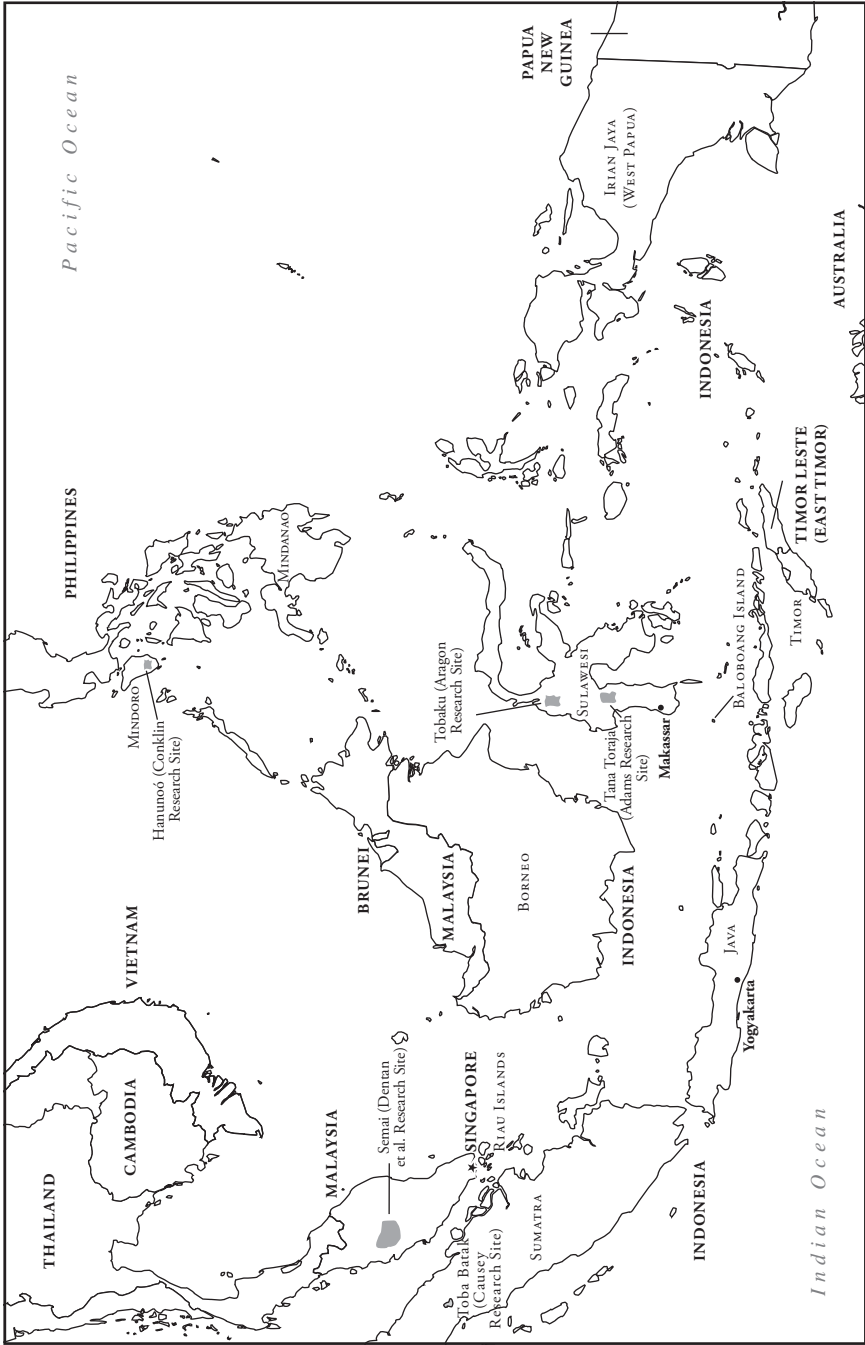 Pacific Ocean
THAILAND
VIETNAM
CAMBODIA
PHILIPPINES
MINDORO
Hanunoó (Conklin
Research Site)
MINDANAO
MALAYSIA
Semai (Dentan
et al. Research Site)
BRUNEI
MALAYSIA
BORNEO
SINGAPORE
RIAU ISLANDS
Toba Batak
(Causey
Research Site)
SUMATRA
Tobaku (Aragon
Research Site)
SULAWESI
Tana Toraja
(Adams Research
Site)
Makassar
PAPUA
NEW
GUINEA
IRIAN JAYA
(WEST PAPUA)
INDONESIA
INDONESIA
INDONESIA
JAVA
Yogyakarta
BALOBOANG ISLAND
TIMOR
TIMOR LESTE
(EAST TIMOR)
AUSTRALIA
Indian Ocean